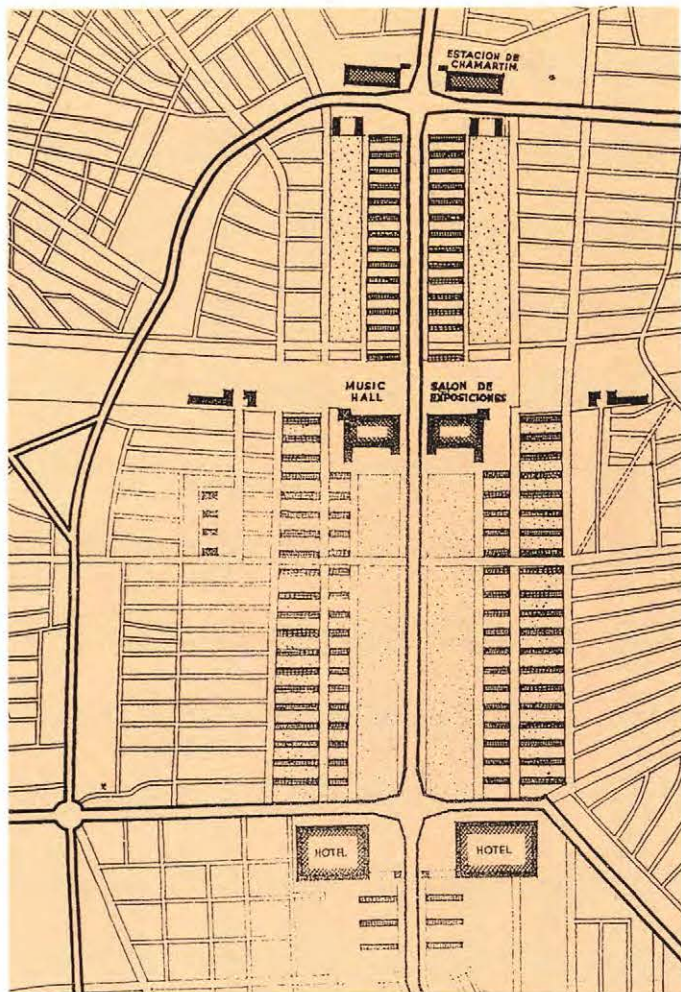 ESTACION DE
CHAMARTIN.
MUSIC
HALL
SALON DE
EXPOSICIONES
HOTEL
HOTEL